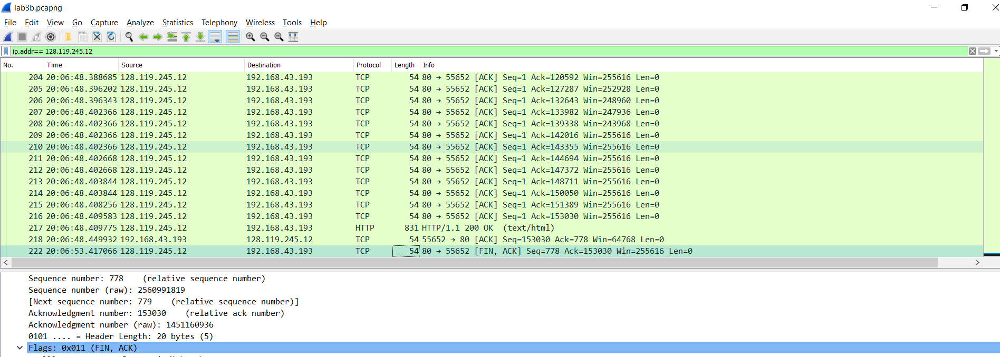 lab3b.pcapng
File Edit View Go Capture Analyze Statistics Telephony Wireless Tools Help
ip.addr== 128.119.245.12
No. Time Source Destination Protocol Length Info
204 20:06:48.388685 128.119.245.12 192.168.43.193 TCP 54 80 → 55652 [ACK] Seq=1 Ack=120592 Win=255616 Len=0
205 20:06:48.396202 128.119.245.12 192.168.43.193 TCP 54 80 → 55652 [ACK] Seq=1 Ack=127287 Win=252928 Len=0
206 20:06:48.396343 128.119.245.12 192.168.43.193 TCP 54 80 → 55652 [ACK] Seq=1 Ack=132643 Win=248960 Len=0
207 20:06:48.402366 128.119.245.12 192.168.43.193 TCP 54 80 → 55652 [ACK] Seq=1 Ack=133982 Win=247936 Len=0
208 20:06:48.402366 128.119.245.12 192.168.43.193 TCP 54 80 → 55652 [ACK] Seq=1 Ack=139338 Win=243968 Len=0
209 20:06:48.402366 128.119.245.12 192.168.43.193 TCP 54 80 → 55652 [ACK] Seq=1 Ack=142016 Win=255616 Len=0
210 20:06:48.402366 128.119.245.12 192.168.43.193 TCP 54 80 → 55652 [ACK] Seq=1 Ack=143355 Win=255616 Len=0
211 20:06:48.402668 128.119.245.12 192.168.43.193 TCP 54 80 → 55652 [ACK] Seq=1 Ack=144694 Win=255616 Len=0
212 20:06:48.402668 128.119.245.12 192.168.43.193 TCP 54 80 → 55652 [ACK] Seq=1 Ack=147372 Win=255616 Len=0
213 20:06:48.403844 128.119.245.12 192.168.43.193 TCP 54 80 → 55652 [ACK] Seq=1 Ack=148711 Win=255616 Len=0
214 20:06:48.403844 128.119.245.12 192.168.43.193 TCP 54 80 → 55652 [ACK] Seq=1 Ack=150050 Win=255616 Len=0
215 20:06:48.408256 128.119.245.12 192.168.43.193 TCP 54 80 → 55652 [ACK] Seq=1 Ack=151389 Win=255616 Len=0
216 20:06:48.409583 128.119.245.12 192.168.43.193 TCP 54 80 → 55652 [ACK] Seq=1 Ack=153030 Win=255616 Len=0
217 20:06:48.409775 128.119.245.12 192.168.43.193 HTTP 831 HTTP/1.1 200 OK (text/html)
218 20:06:48.449932 192.168.43.193 128.119.245.12 TCP 54 55652 → 80 [ACK] Seq=153030 Ack=778 Win=64768 Len=0
222 20:06:53.417066 128.119.245.12 192.168.43.193 TCP 54 80 → 55652 [FIN, ACK] Seq=778 Ack=153030 Win=255616 Len=0
Sequence number: 778 (relative sequence number)
Sequence number (raw): 2560991819
[Next sequence number: 779 (relative sequence number)]
Acknowledgment number: 153030 (relative ack number)
Acknowledgment number (raw): 1451160936
0101 .... = Header Length: 20 bytes (5)
Flags: 0x011 (FIN, ACK)